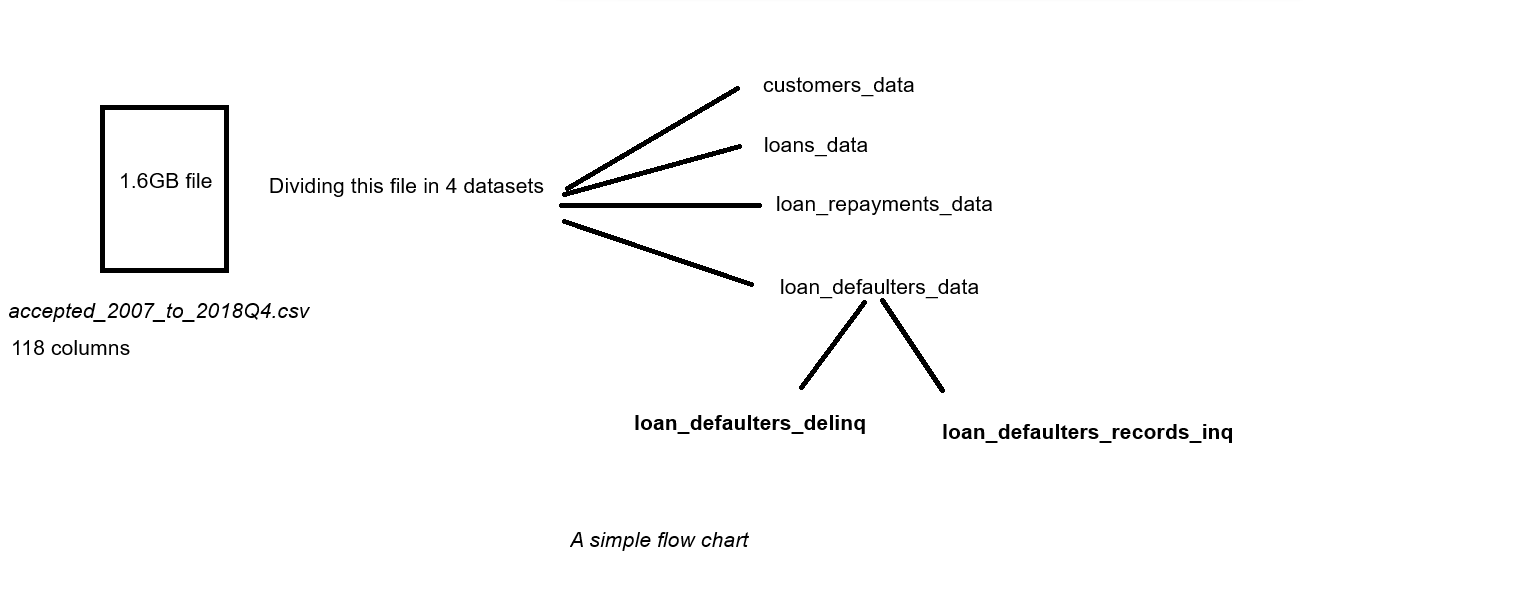 1.6GB file
accepted_2007_to_2018Q4.csv
118 columns
Dividing this file in 4 datasets
customers_data
loans_data
loan_repayments_data
loan_defaulters_data
loan_defaulters_delinq
loan_defaulters_records_inq
A simple flow chart